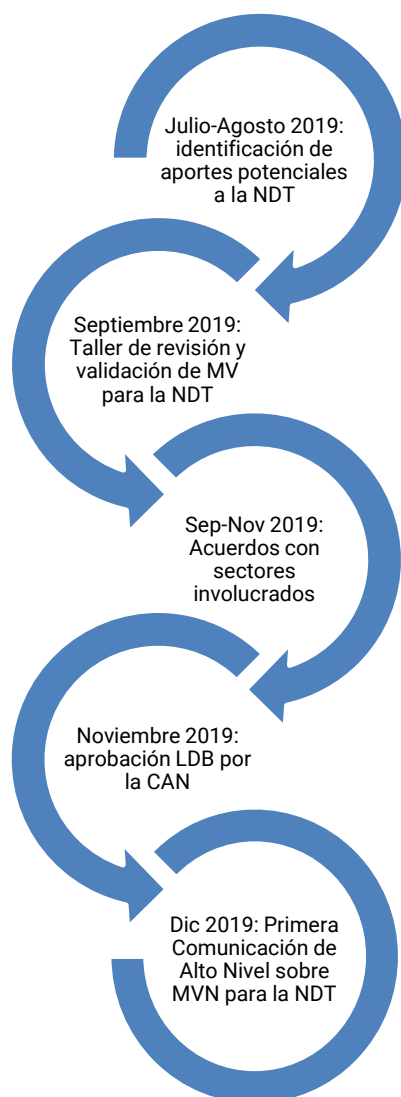 Julio-Agosto 2019:
identificación de
aportes potenciales
a la NDT
Septiembre 2019:
Taller de revisión y
validación de MV
para la NDT
Sep-Nov 2019:
Acuerdos con
sectores
involucrados
Noviembre 2019:
aprobación LDB por
la CAN
Dic 2019: Primera
Comunicación de
Alto Nivel sobre
MVN para la NDT